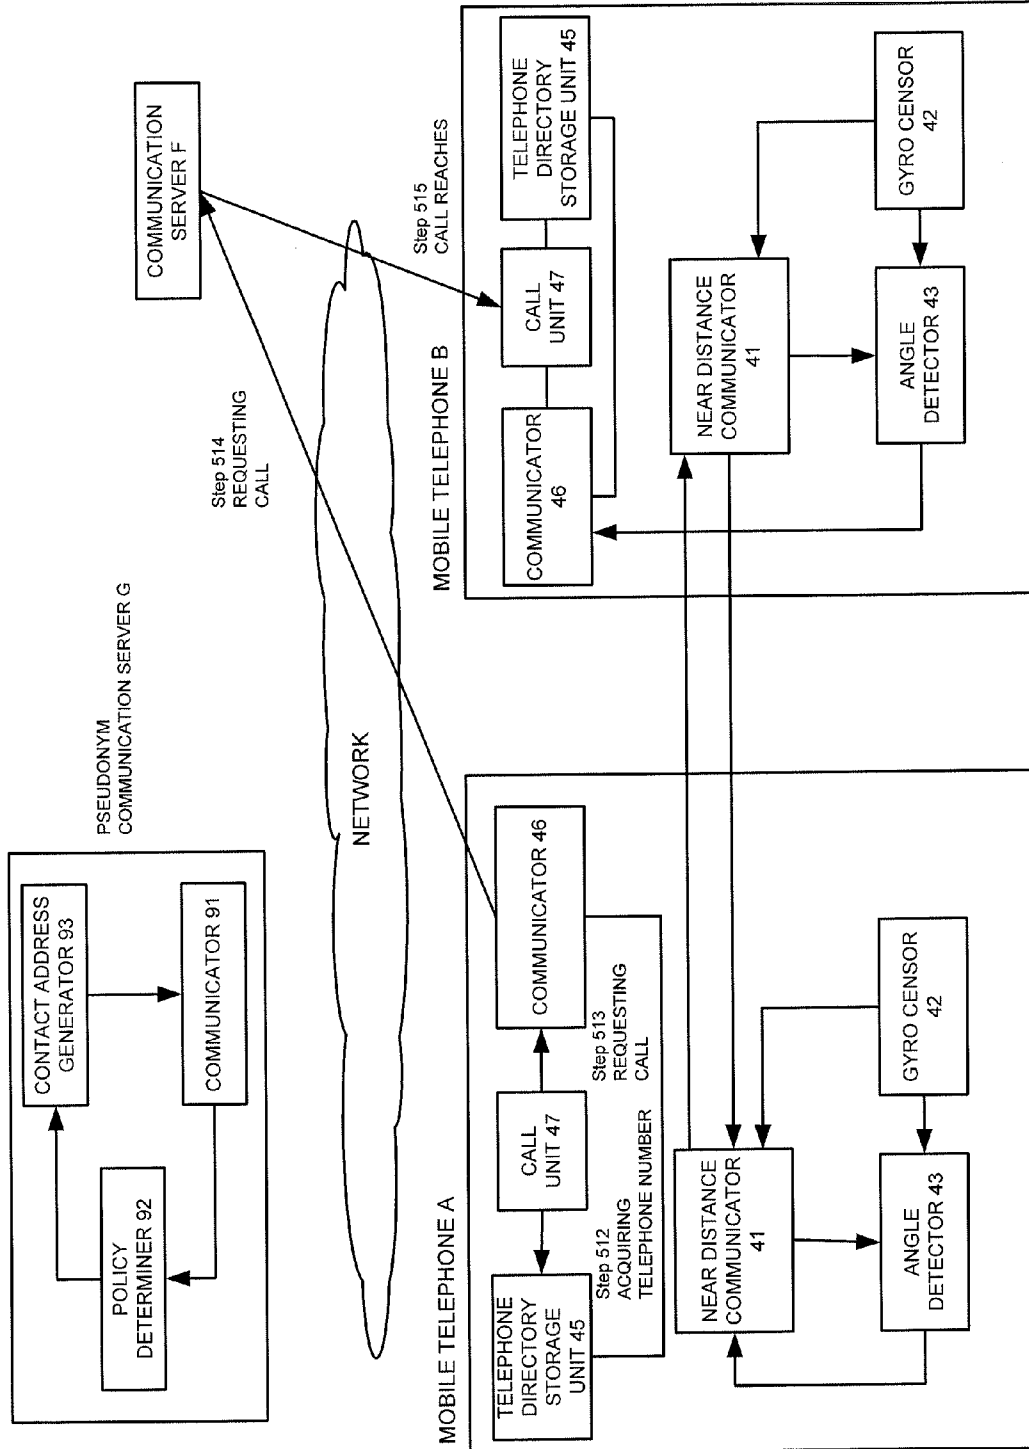 PSEUDONYM
COMMUNICATION SERVER G
POLICY
DETERMINER 92
CONTACT ADDRESS
GENERATOR 93
COMMUNICATOR 91
COMMUNICATION
SERVER F
NETWORK
Step 514
REQUESTING
CALL
Step 515
CALL REACHES
MOBILE TELEPHONE A
TELEPHONE
DIRECTORY
STORAGE
UNIT 45
CALL
UNIT 47
COMMUNICATOR 46
Step 512
ACQUIRING
TELEPHONE NUMBER
Step 513
REQUESTING
CALL
NEAR DISTANCE
COMMUNICATOR
41
GYRO CENSOR
42
ANGLE
DETECTOR 43
MOBILE TELEPHONE B
COMMUNICATOR
46
CALL
UNIT 47
TELEPHONE
DIRECTORY
STORAGE UNIT 45
NEAR DISTANCE
COMMUNICATOR
41
GYRO CENSOR
42
ANGLE
DETECTOR 43